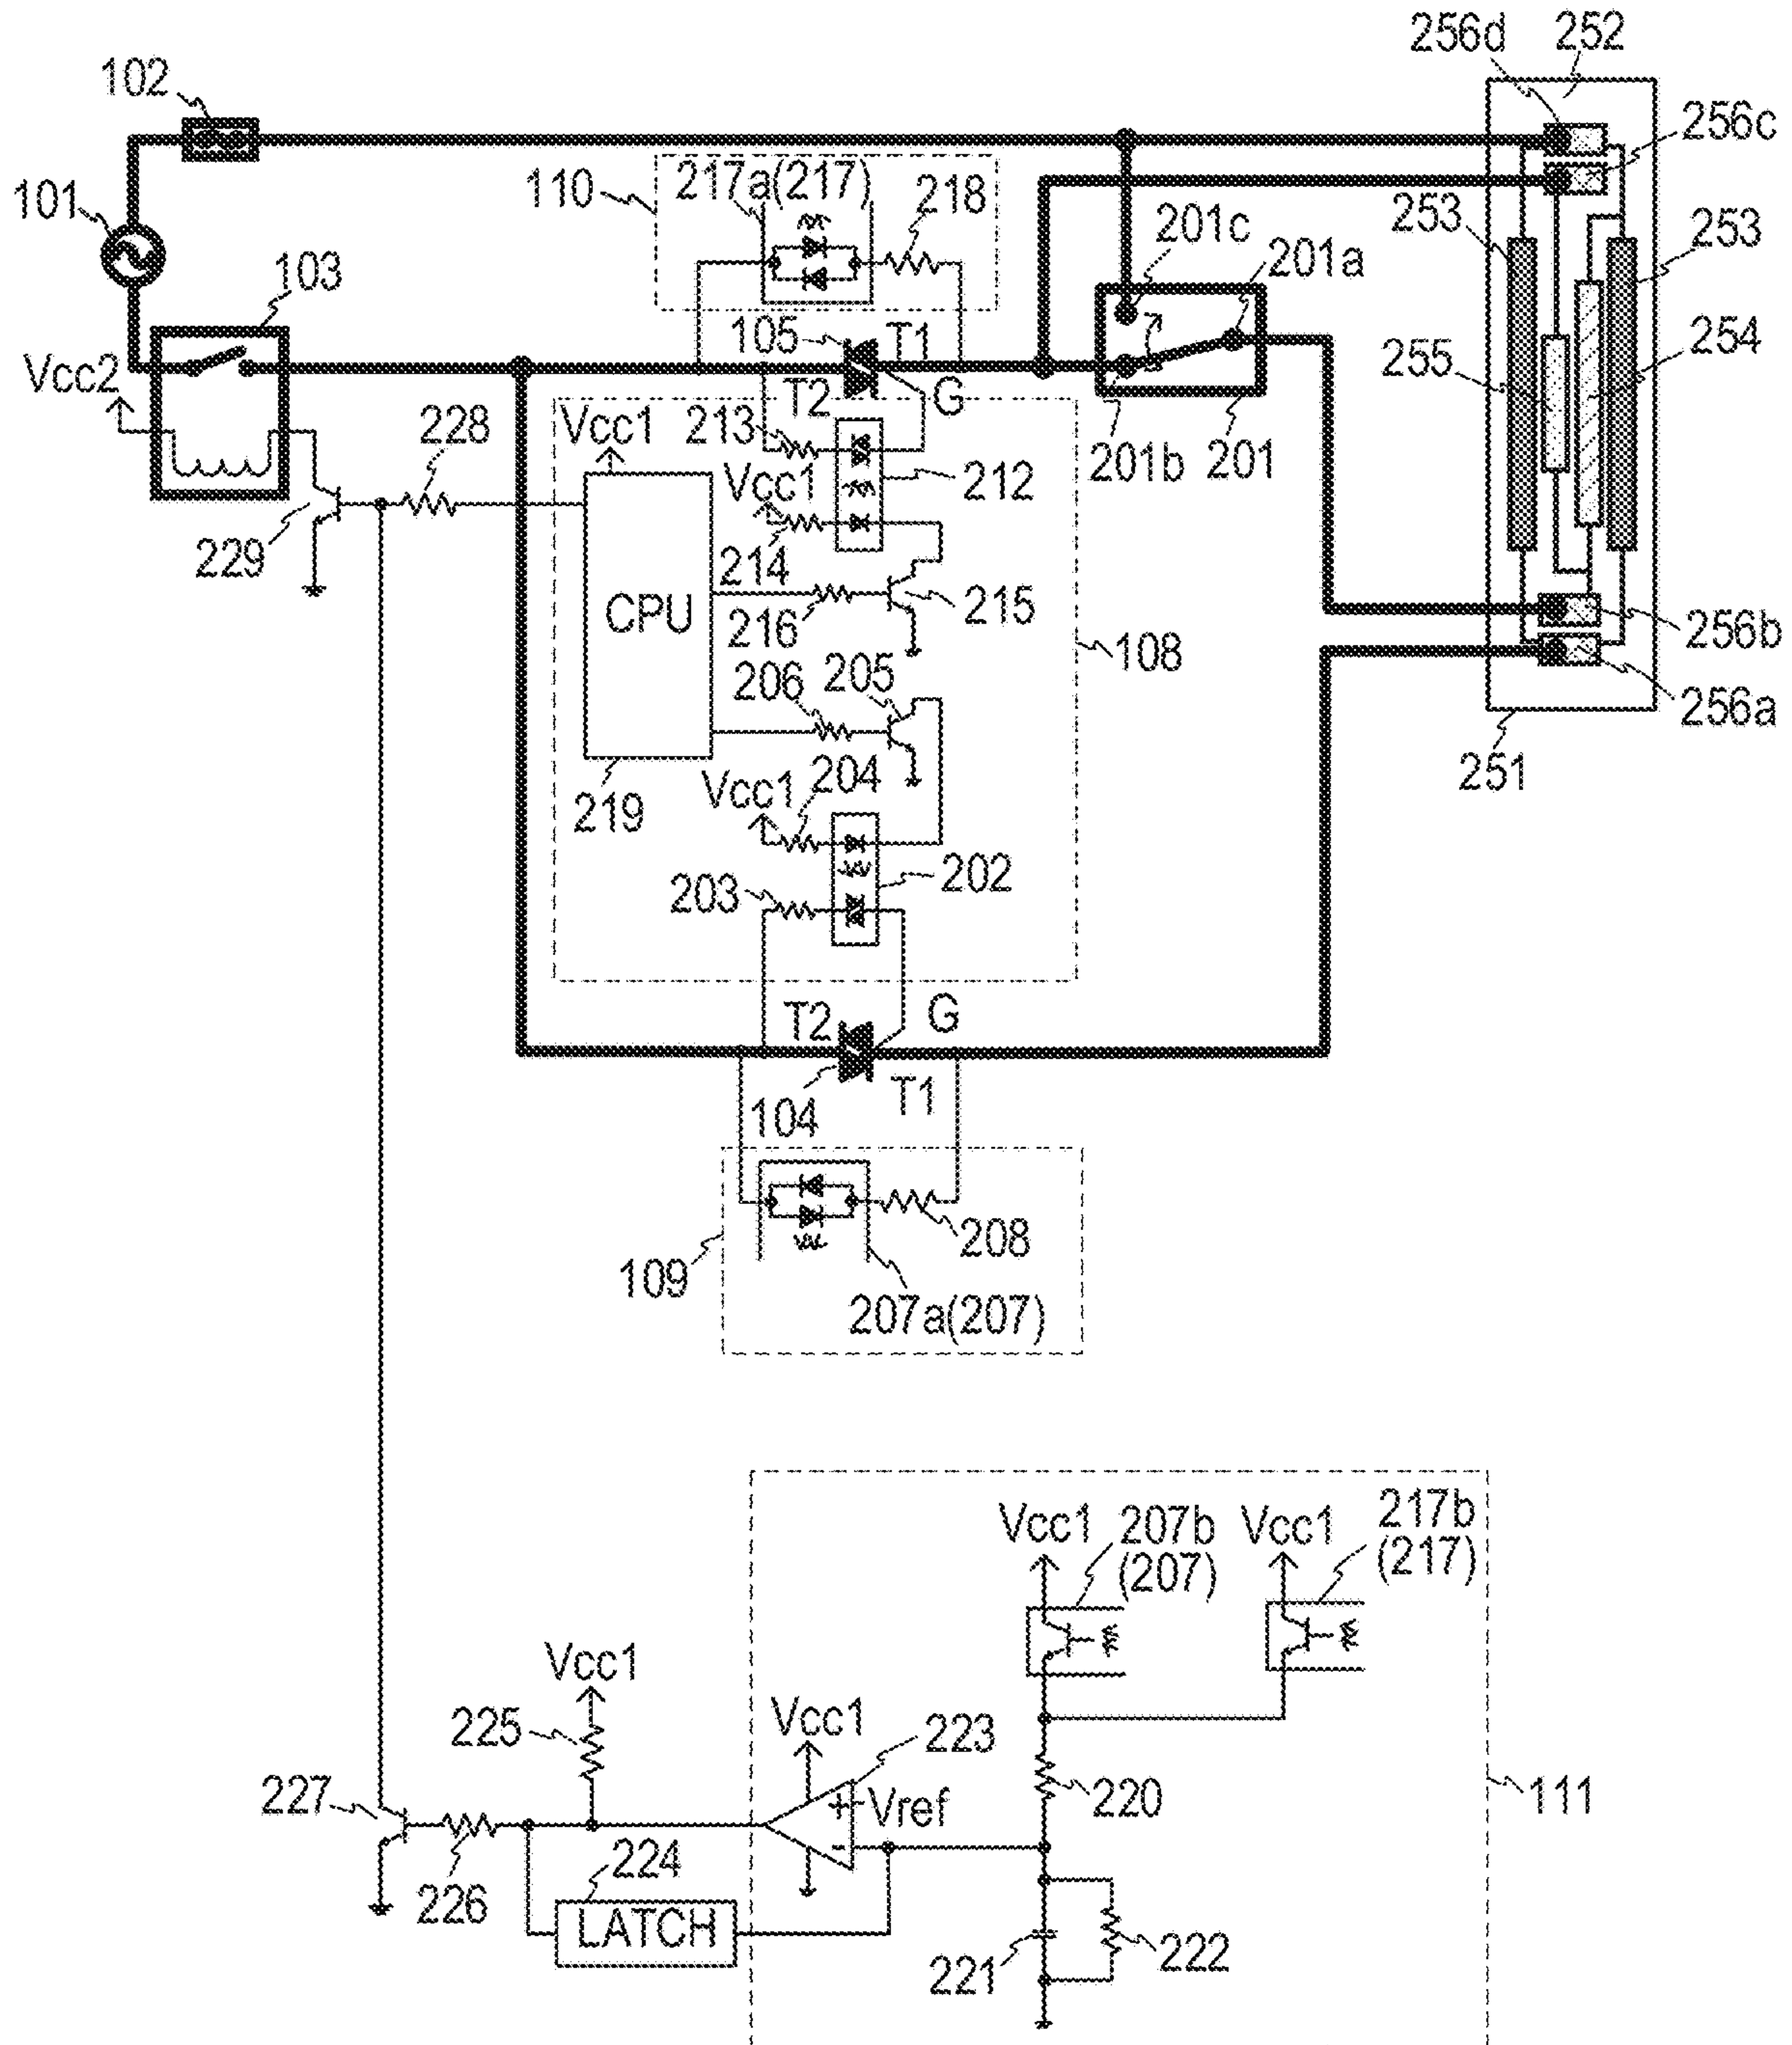 256d 252
102
256c
217a(217)
110 218
101
201c
253 253
103 201a
105 T1
254
255
Vcc2
T2 G
228 Vcc1 213
201b 201
Vcc1 212
229
214
CPU 215
216 256b
108
206 205
256a
204
251
Vcc1
219
202
203
T2 G
T1
104
208
109
207a(207)
Vcc1 207b Vcc1 217b
(207) (217)
Vcc1
Vcc1
225 223
227 Vref 220 111
+
-
224
226
LATCH
221 222